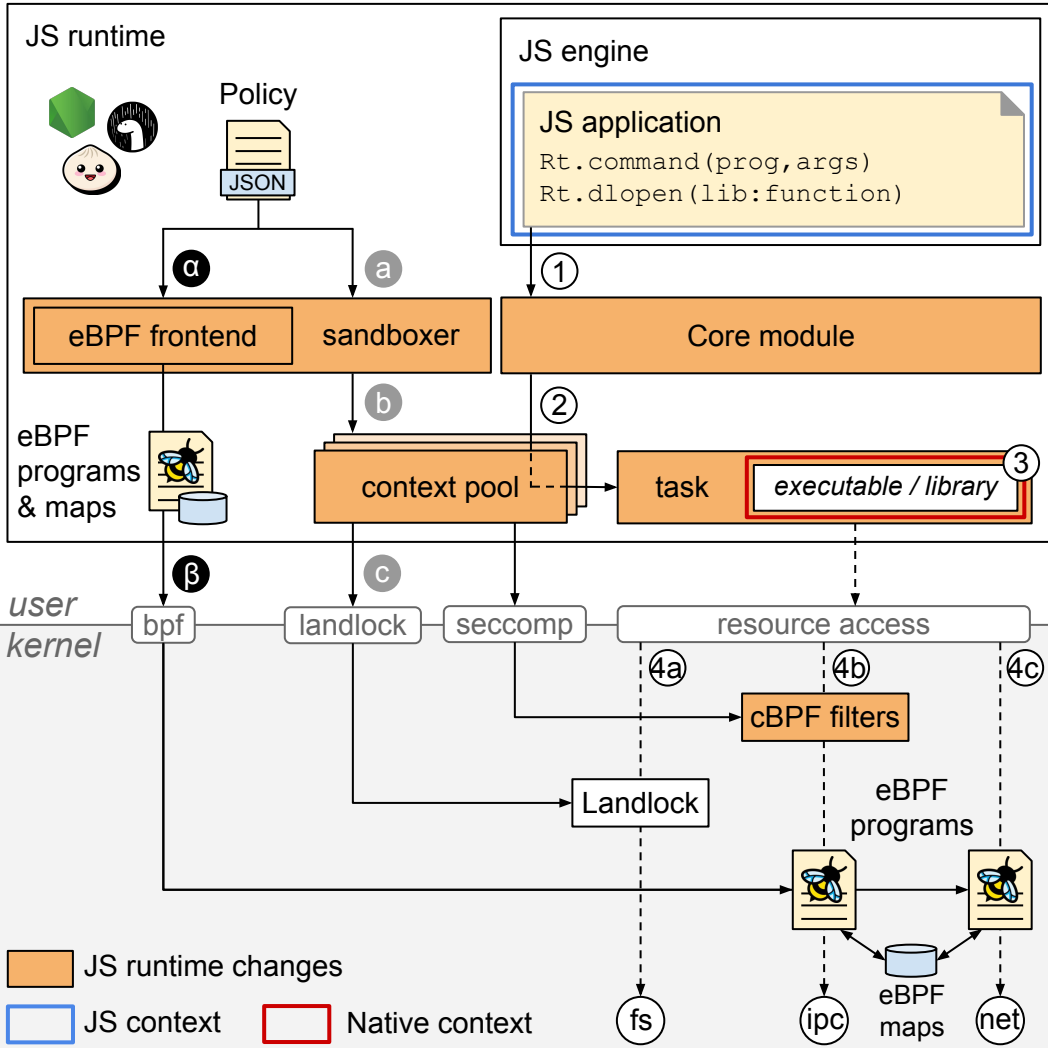 JS runtime
Policy
JSON
JS engine
JS application
Rt.command(prog,args)
Rt.dlopen(lib:function)
α
a
1
eBPF frontend
sandboxer
Core module
b
2
eBPF
programs
& maps
context pool
task
executable / library
3
β
c
user
kernel
bpf
landlock
seccomp
resource access
4a
4b
4c
cBPF filters
Landlock
eBPF
programs
eBPF
maps
JS runtime changes
JS context
Native context
fs
ipc
net